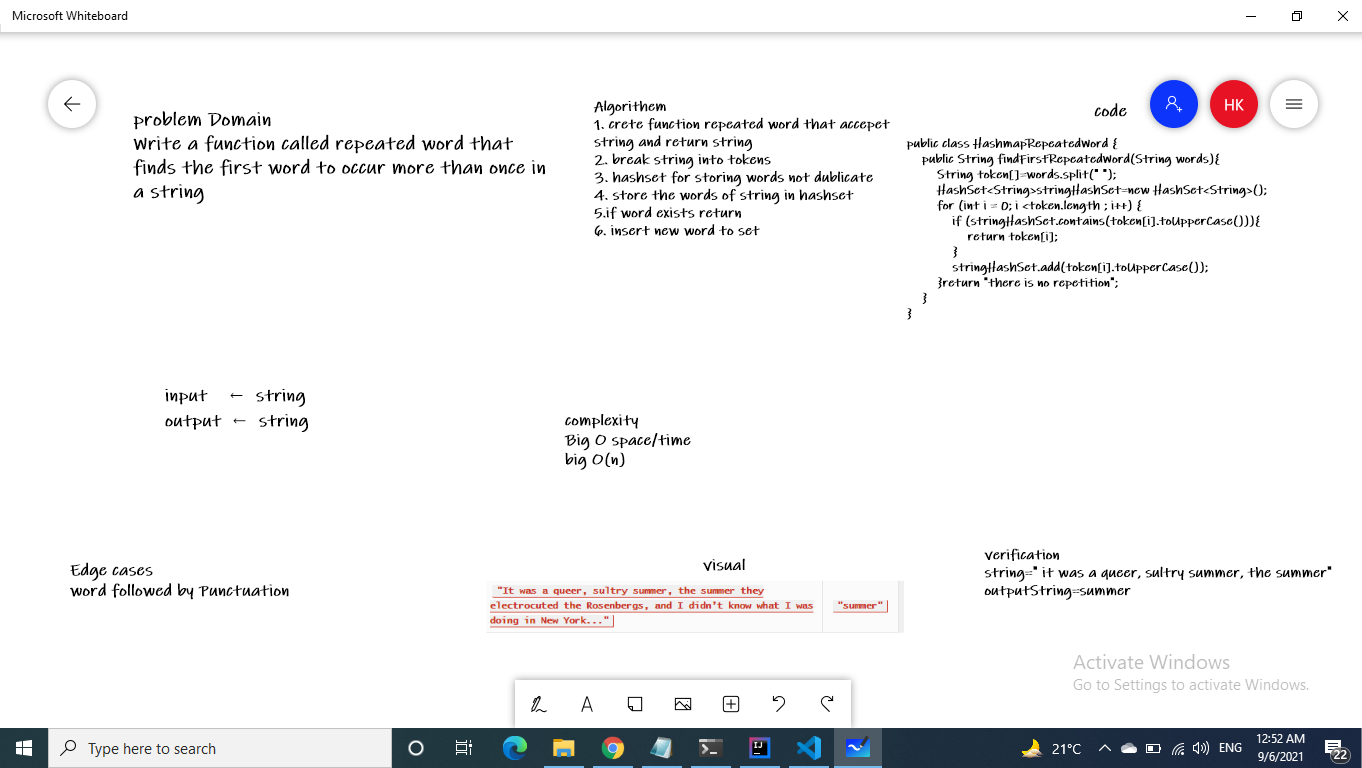 Microsoft Whiteboard
problem Domain
Write a function called repeated word that
finds the first word to occur more than once in
a string
Algorithem
1. crete function repeated word that accepet
string and return string
2. break string into tokens
3. hashset for storing words not dublicate
4. store the words of string in hashset
5.if word exists return
6. insert new word to set
code
HK
public class HashmapRepeatedWord {
public String findFirstRepeatedWord(String words){
String token[]=words.split(" ");
HashSet<String>stringHashSet=new HashSet<String>();
for (int i = 0; i <token.length ; i++) {
if (stringHashSet.contains(token[i].toUpperCase())){
return token[i];
}
stringHashSet.add(token[i].toUpperCase());
}return "there is no repetition";
}
}
input ← string
output ← string
complexity
Big O space/time
big O(n)
Edge cases
word followed by Punctuation
visual
"It was a queer, sultry summer, the summer they
electrocuted the Rosenbergs, and I didn't know what I was
doing in New York..."
"summer"
verification
string=" it was a queer, sultry summer, the summer"
outputString=summer
Activate Windows
Go to Settings to activate Windows.
A
Type here to search
21°C
ENG
12:52 AM
9/6/2021
22